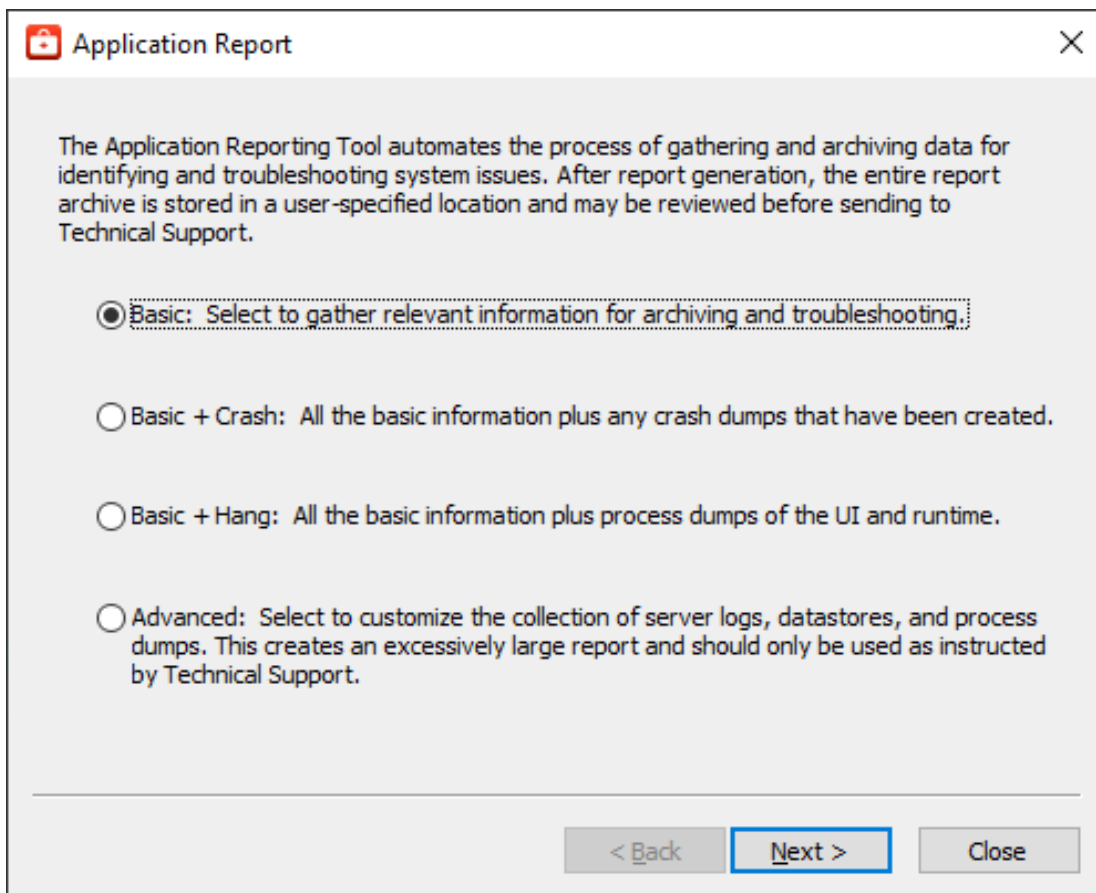 Application Report
The Application Reporting Tool automates the process of gathering and archiving data for
identifying and troubleshooting system issues. After report generation, the entire report
archive is stored in a user-specified location and may be reviewed before sending to
Technical Support.
Basic:  Select to gather relevant information for archiving and troubleshooting.
Basic + Crash:  All the basic information plus any crash dumps that have been created.
Basic + Hang:  All the basic information plus process dumps of the UI and runtime.
Advanced:  Select to customize the collection of server logs, datastores, and process
dumps. This creates an excessively large report and should only be used as instructed
by Technical Support.
< Back
Next >
Close